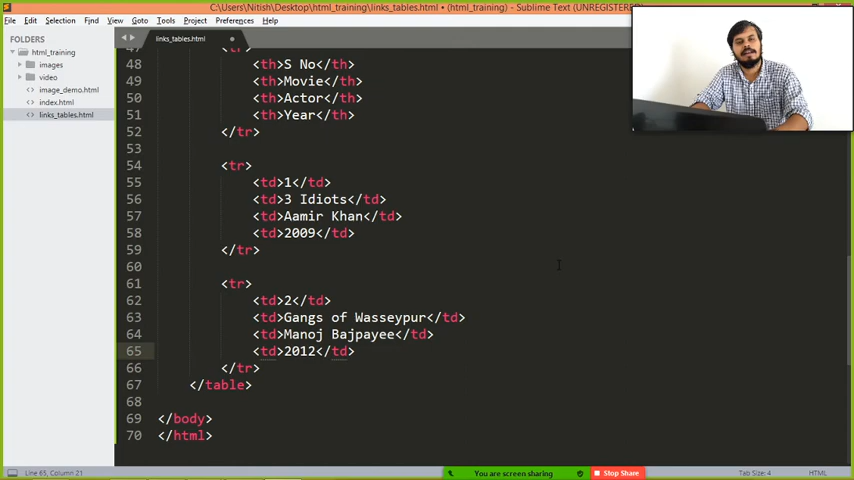 C:\Users\Nitish\Desktop\html_training\links_tables.html • (html_training) - Sublime Text (UNREGISTERED)
File Edit Selection Find View Goto Tools Project Preferences Help
FOLDERS
html_training
images
video
image_demo.html
index.html
links_tables.html
links_tables.html
47 <tr>
48 <th>S No</th>
49 <th>Movie</th>
50 <th>Actor</th>
51 <th>Year</th>
52 </tr>
53
54 <tr>
55 <td>1</td>
56 <td>3 Idiots</td>
57 <td>Aamir Khan</td>
58 <td>2009</td>
59 </tr>
60
61 <tr>
62 <td>2</td>
63 <td>Gangs of Wasseypur</td>
64 <td>Manoj Bajpayee</td>
65 <td>2012</td>
66 </tr>
67 </table>
68
69 </body>
70 </html>
Line 65, Column 21
You are screen sharing
Stop Share
Tab Size: 4
HTML